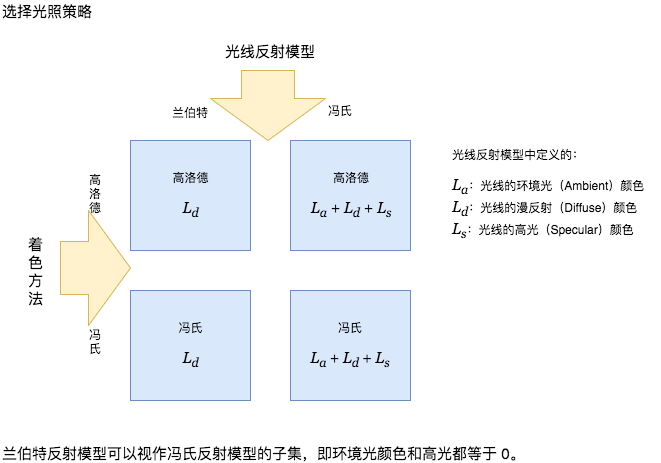 选择光照策略
光线反射模型
兰伯特
冯氏
高洛德
着色方法
冯氏
高洛德
L_d
高洛德
L_a + L_d + L_s
冯氏
L_d
冯氏
L_a + L_d + L_s
光线反射模型中定义的：
L_a：光线的环境光（Ambient）颜色
L_d：光线的漫反射（Diffuse）颜色
L_s：光线的高光（Specular）颜色
兰伯特反射模型可以视作冯氏反射模型的子集，即环境光颜色和高光都等于 0。